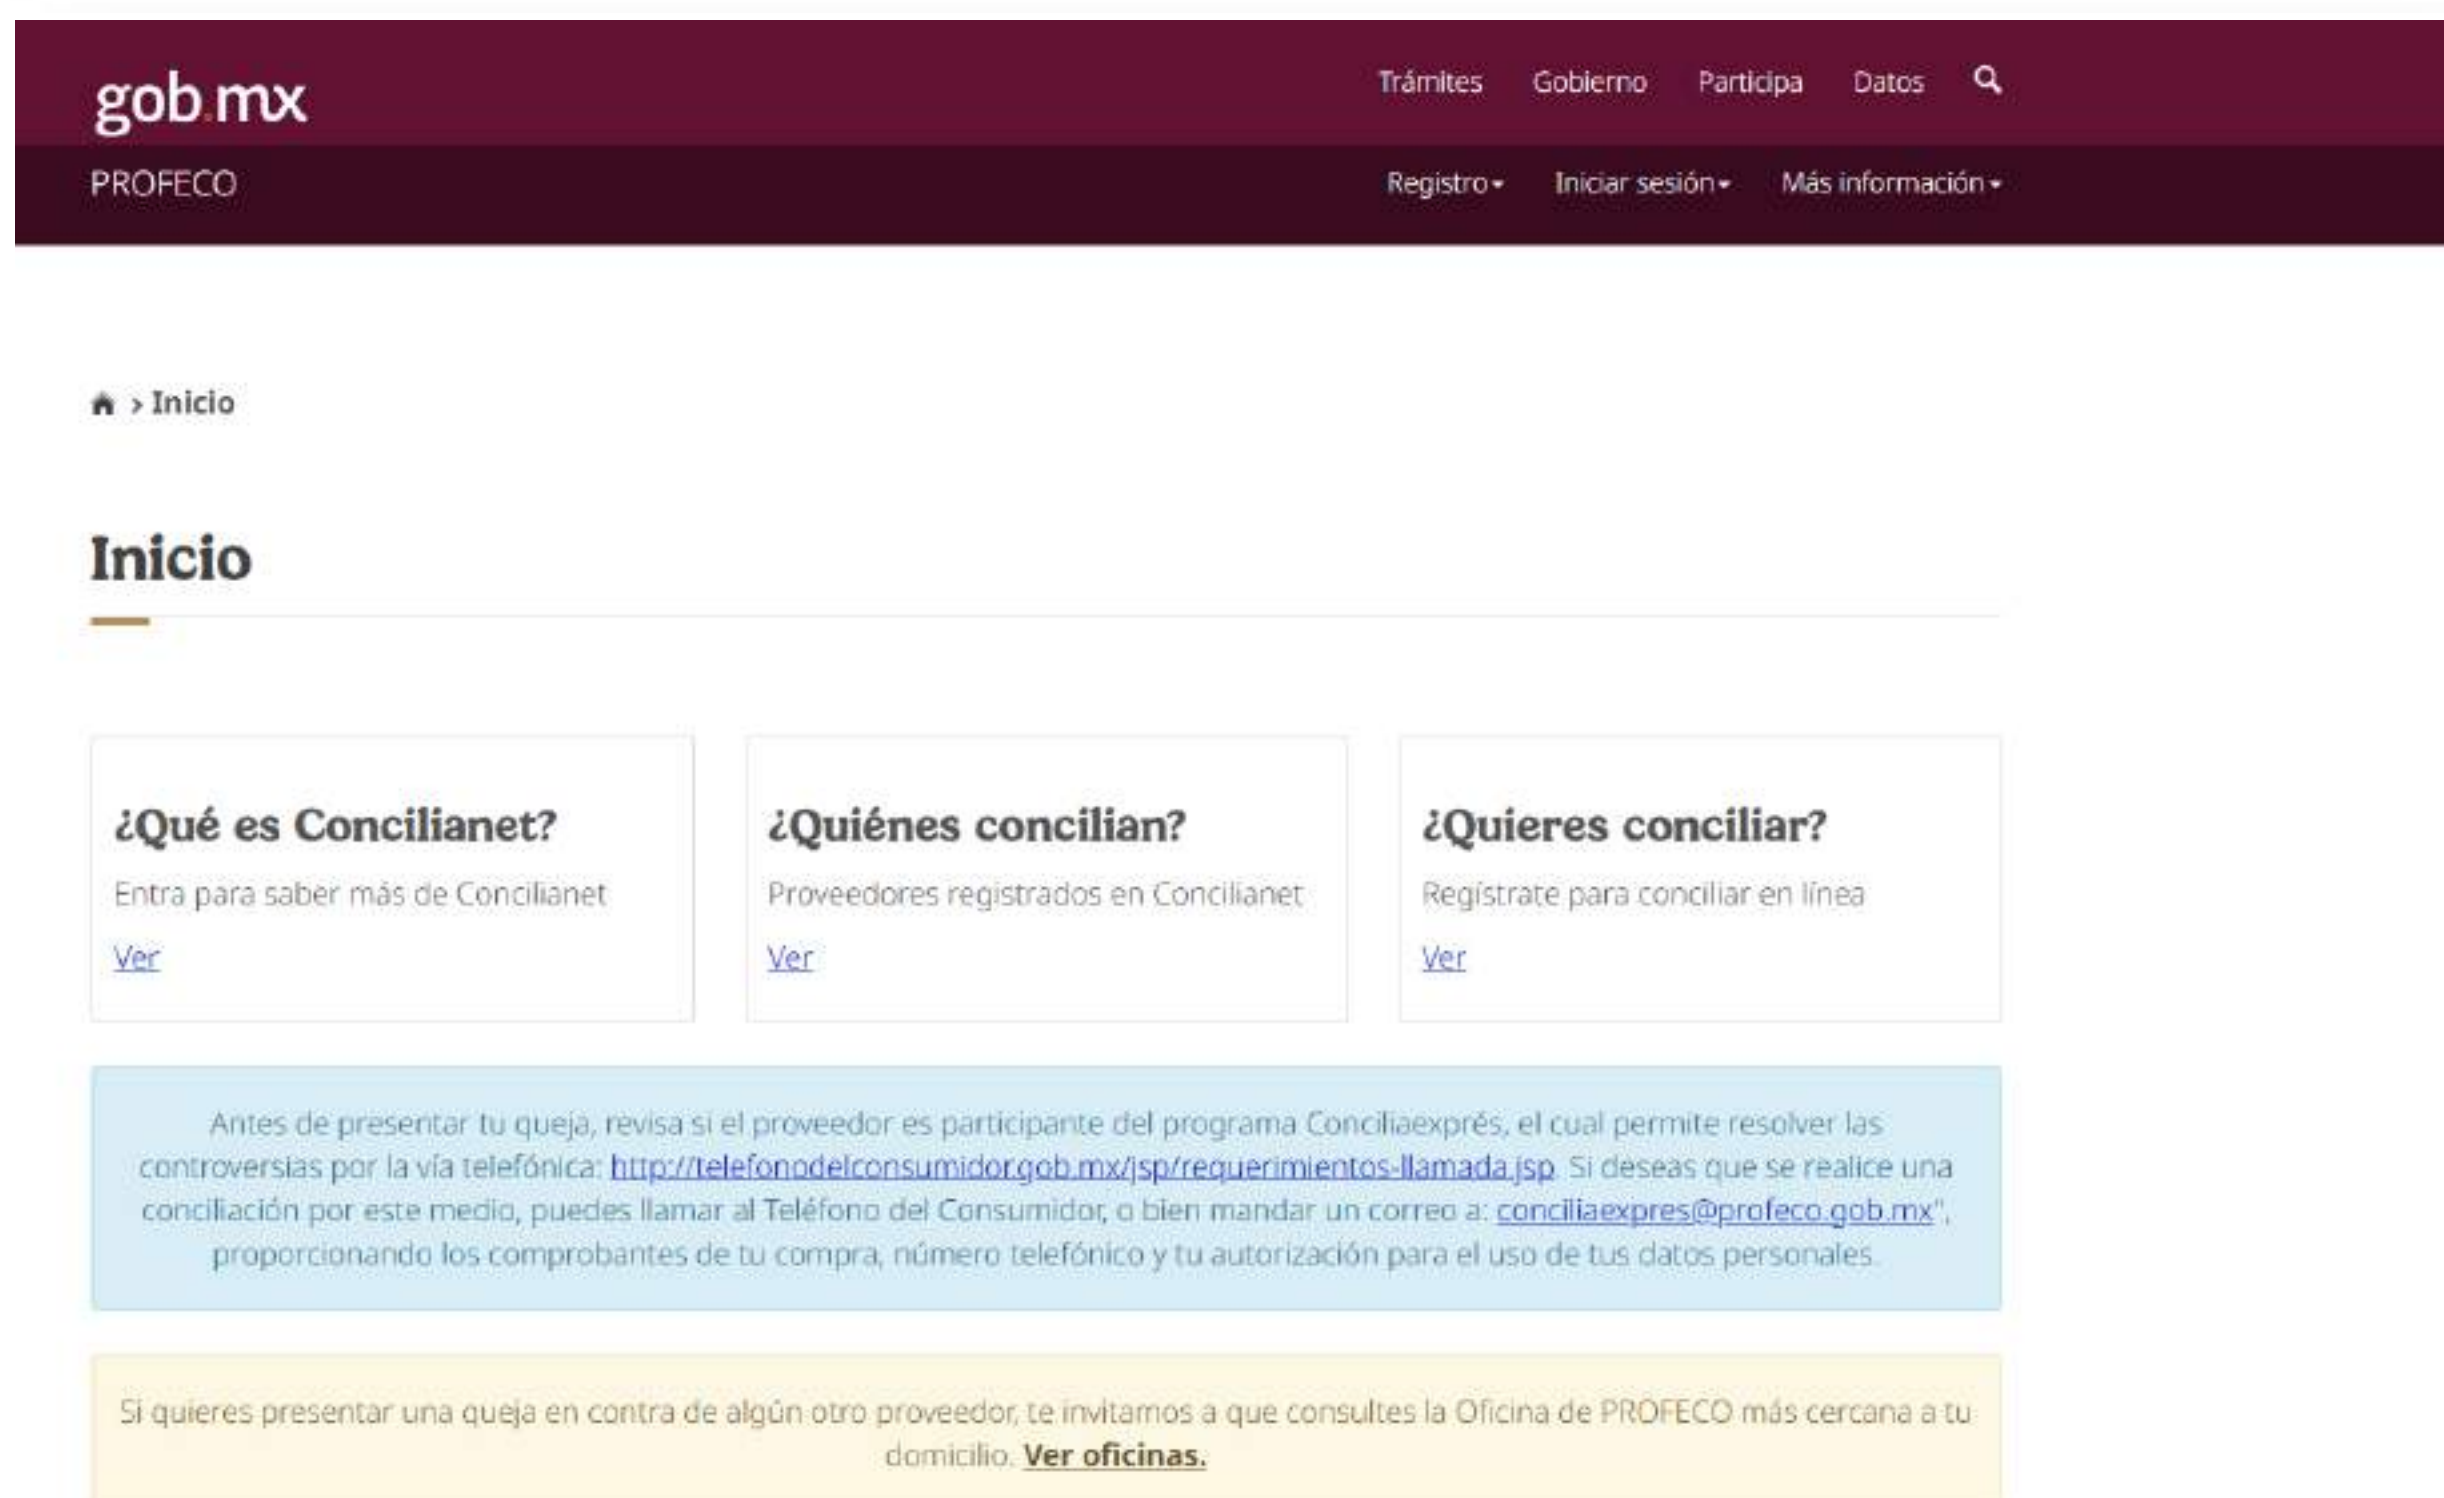 gob.mx
Trámites Gobierno Participa Datos
PROFECO
Registro Iniciar sesión Más información
> Inicio
Inicio
¿Qué es Concilianet?
Entra para saber más de Concilianet
Ver
¿Quiénes concilian?
Proveedores registrados en Concilianet
Ver
¿Quieres conciliar?
Regístrate para conciliar en línea
Ver
Antes de presentar tu queja, revisa si el proveedor es participante del programa Conciliaexprés, el cual permite resolver las
controversias por la vía telefónica: http://telefonodelconsumidor.gob.mx/jsp/requerimientos-llamada.jsp. Si deseas que se realice una
conciliación por este medio, puedes llamar al Teléfono del Consumidor, o bien mandar un correo a: conciliaexpres@profeco.gob.mx",
proporcionando los comprobantes de tu compra, número telefónico y tu autorización para el uso de tus datos personales.
Si quieres presentar una queja en contra de algún otro proveedor, te invitamos a que consultes la Oficina de PROFECO más cercana a tu
domicilio. Ver oficinas.